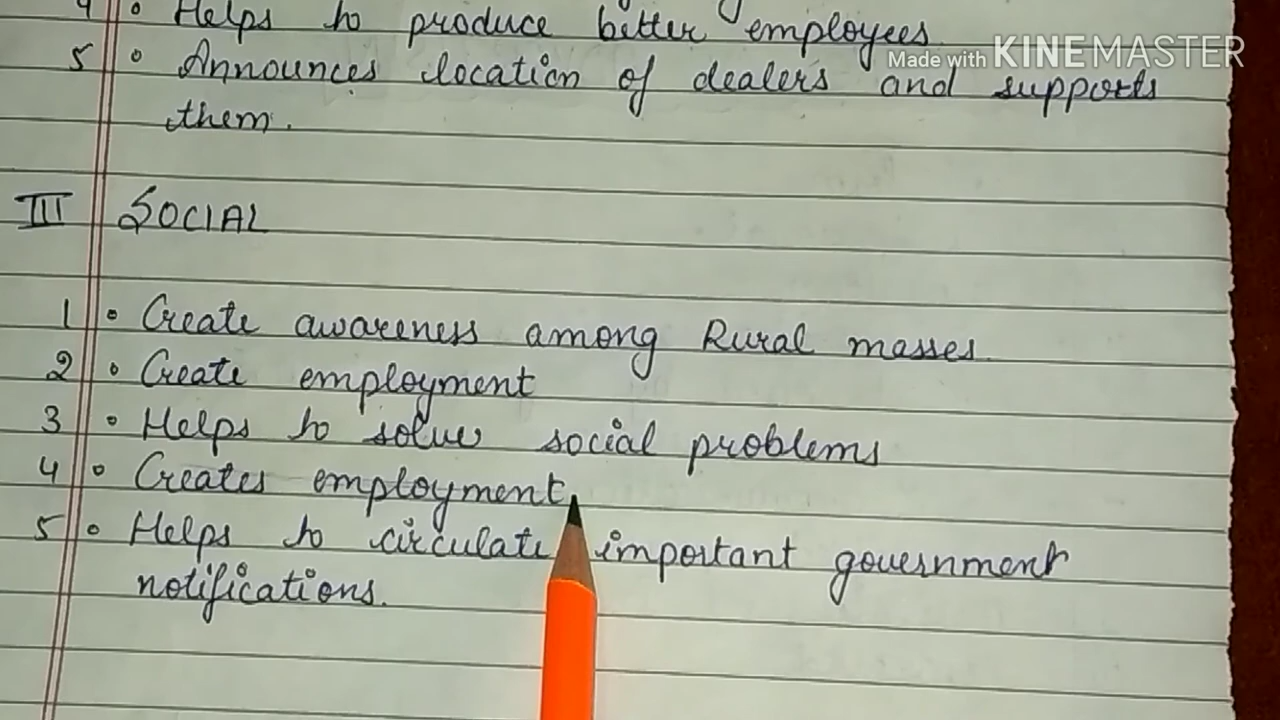 4. Helps to produce better employees.
Made with KINEMASTER
5. Announces location of dealers and supports
them.
III SOCIAL
1. Create awareness among Rural masses.
2. Create employment
3. Helps to solve social problems
4. Creates employment.
5. Helps to circulate important government
notifications.